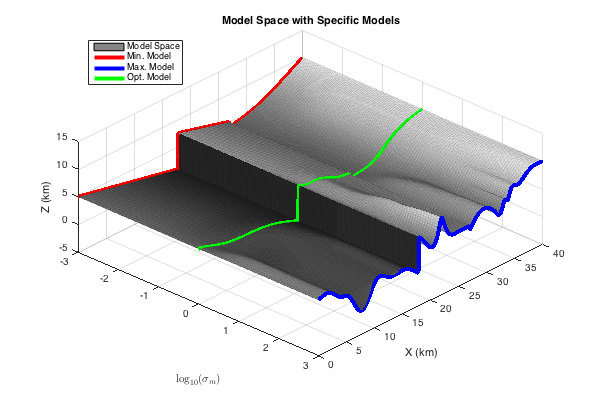 Model Space with Specific Models
Model Space
Min. Model
Max. Model
Opt. Model
15
10
5
0
-5
Z (km)
-3
-2
-1
0
1
2
3
log10(σm)
0
5
10
15
20
25
30
35
40
X (km)